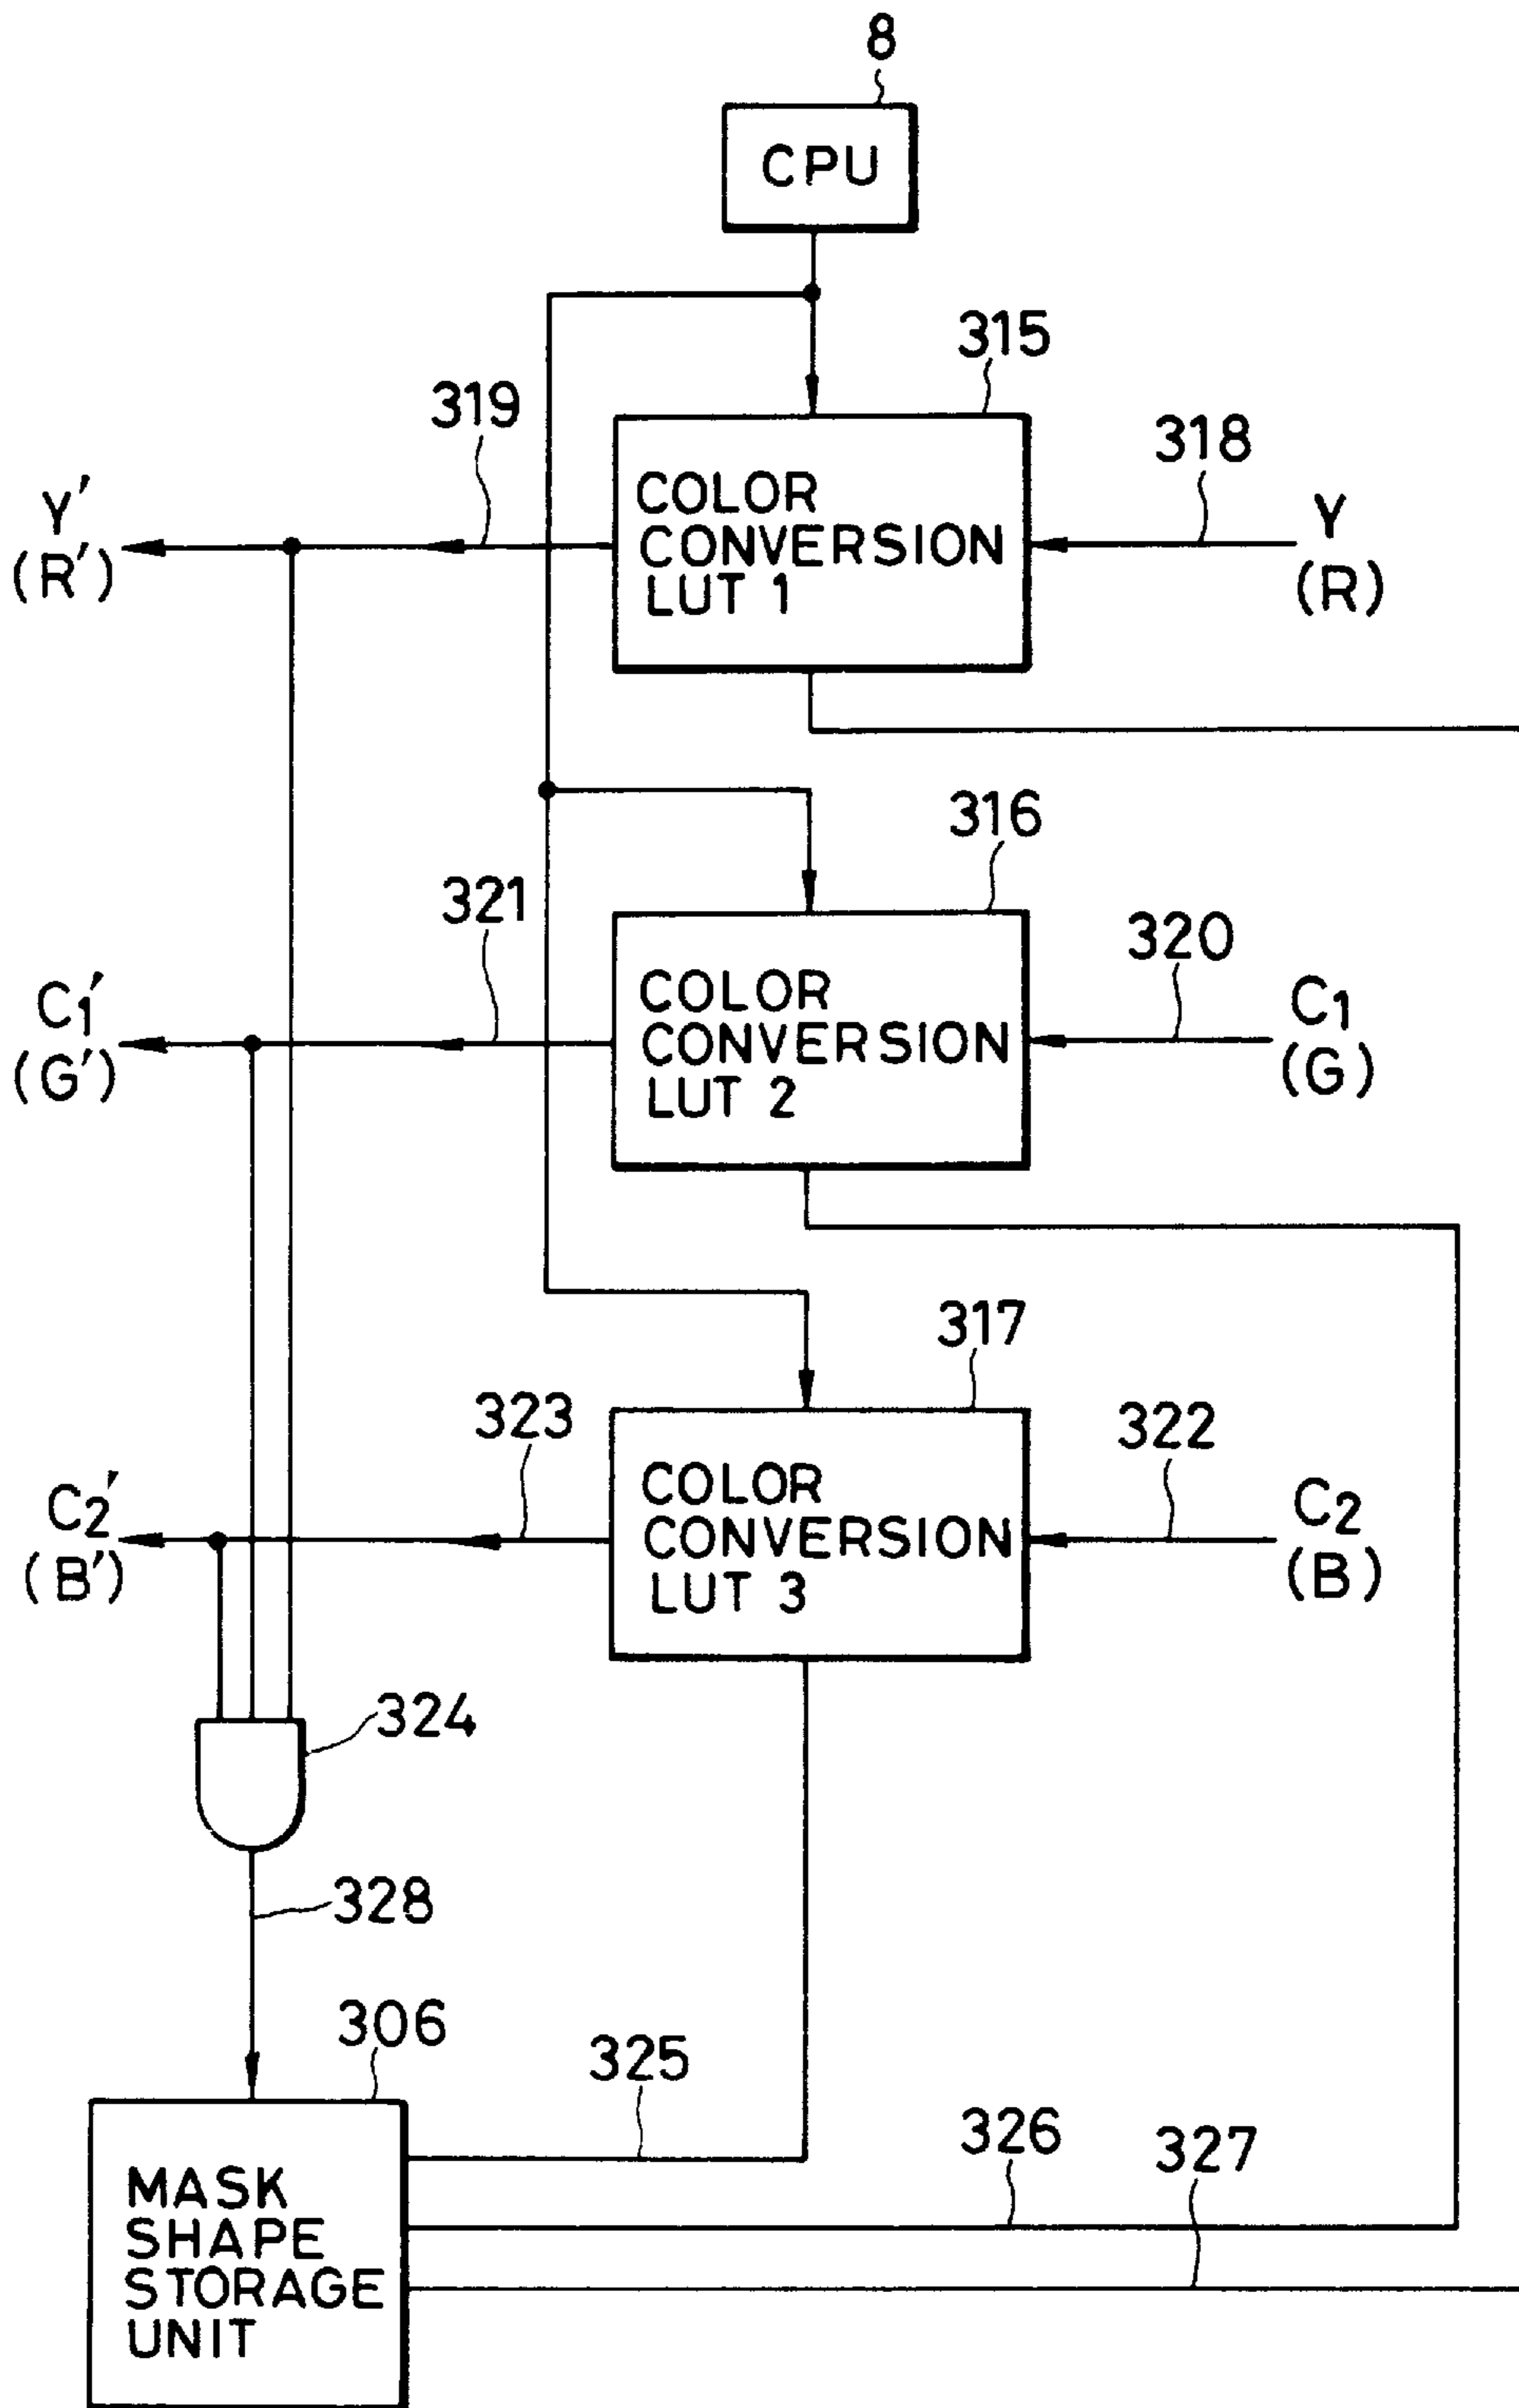 8
CPU
315
319
318
Y′
(R′)
COLOR
CONVERSION
LUT 1
Y
(R)
316
321
320
C1′
(G′)
COLOR
CONVERSION
LUT 2
C1
(G)
317
323
322
C2′
(B′)
COLOR
CONVERSION
LUT 3
C2
(B)
324
328
306
325
326
327
MASK
SHAPE
STORAGE
UNIT